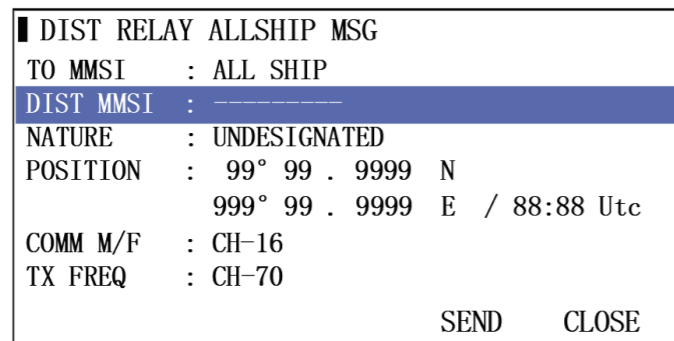 DIST RELAY ALLSHIP MSG
TO MMSI : ALL SHIP
DIST MMSI : ---------
NATURE : UNDESIGNATED
POSITION : 99° 99 . 9999 N
999° 99 . 9999 E / 88:88 Utc
COMM M/F : CH-16
TX FREQ : CH-70
SEND CLOSE